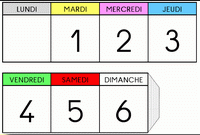 LUNDI MARDI MERCREDI JEUDI
1 2 3
VENDREDI SAMEDI DIMANCHE
4 5 6